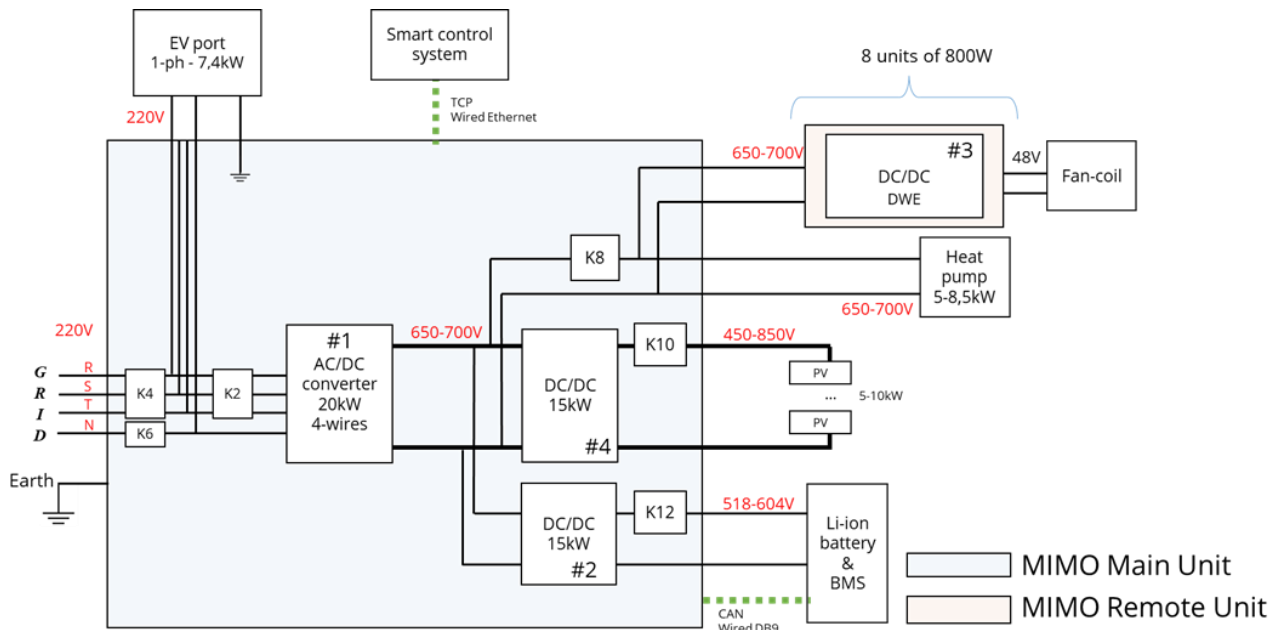 EV port
1-ph - 7,4kW
Smart control
system
8 units of 800W
220V
TCP
Wired Ethernet
650-700V
#3
DC/DC
DWE
48V
Fan-coil
K8
Heat
pump
5-8,5kW
650-700V
220V
G
R
I
D
R
S
T
N
K4
K6
K2
#1
AC/DC
converter
20kW
4-wires
650-700V
DC/DC
15kW
#4
K10
450-850V
PV
...
PV
5-10kW
Earth
DC/DC
15kW
#2
K12
518-604V
Li-ion
battery
&
BMS
CAN
Wired DB9
MIMO Main Unit
MIMO Remote Unit